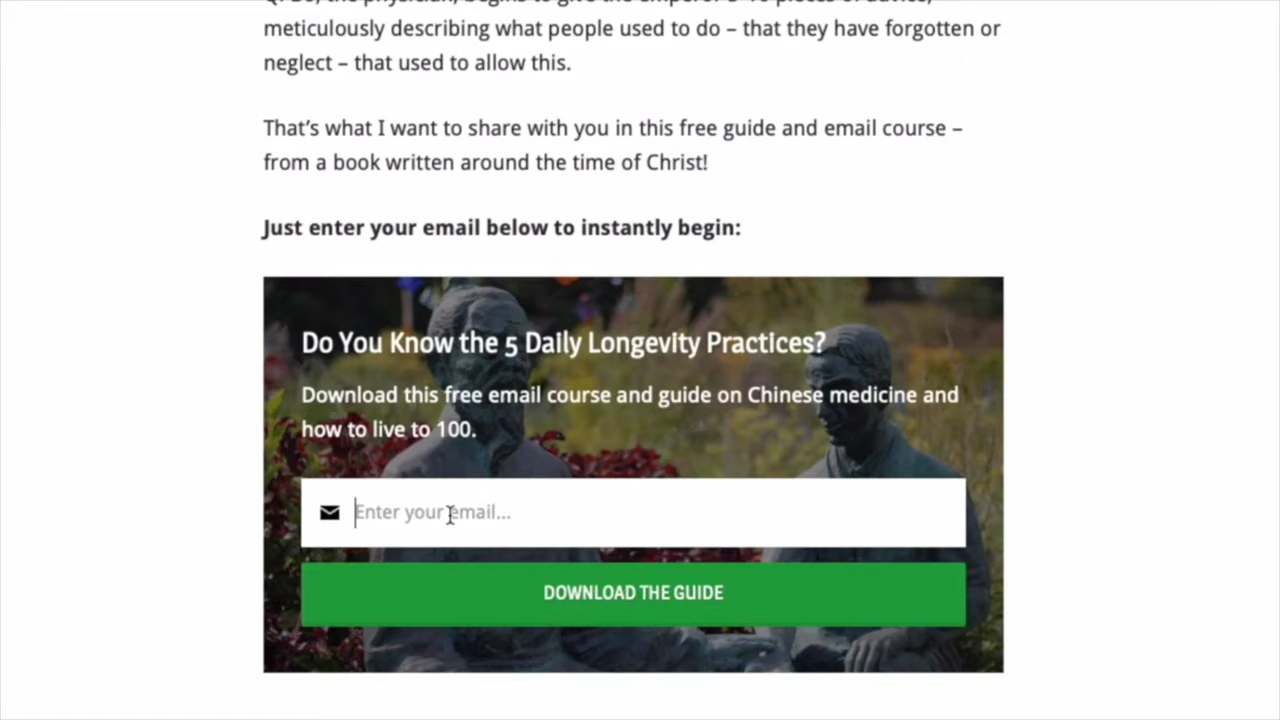 meticulously describing what people used to do – that they have forgotten or
neglect – that used to allow this.
That’s what I want to share with you in this free guide and email course –
from a book written around the time of Christ!
Just enter your email below to instantly begin:
Do You Know the 5 Daily Longevity Practices?
Download this free email course and guide on Chinese medicine and
how to live to 100.
Enter your email...
DOWNLOAD THE GUIDE